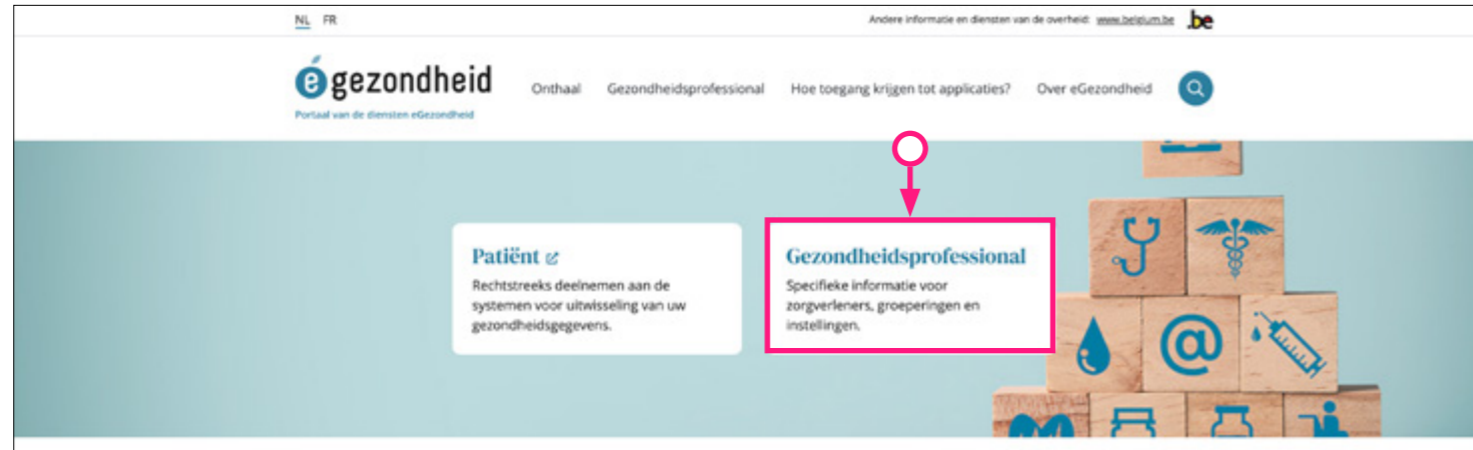 NL FR
Andere informatie en diensten van de overheid: www.belgium.be .be
é gezondheid
Portaal van de diensten eGezondheid
Onthaal Gezondheidsprofessional Hoe toegang krijgen tot applicaties? Over eGezondheid
Patiënt
Rechtstreeks deelnemen aan de
systemen voor uitwisseling van uw
gezondheidsgegevens.
Gezondheidsprofessional
Specifieke informatie voor
zorgverleners, groeperingen en
instellingen.
@